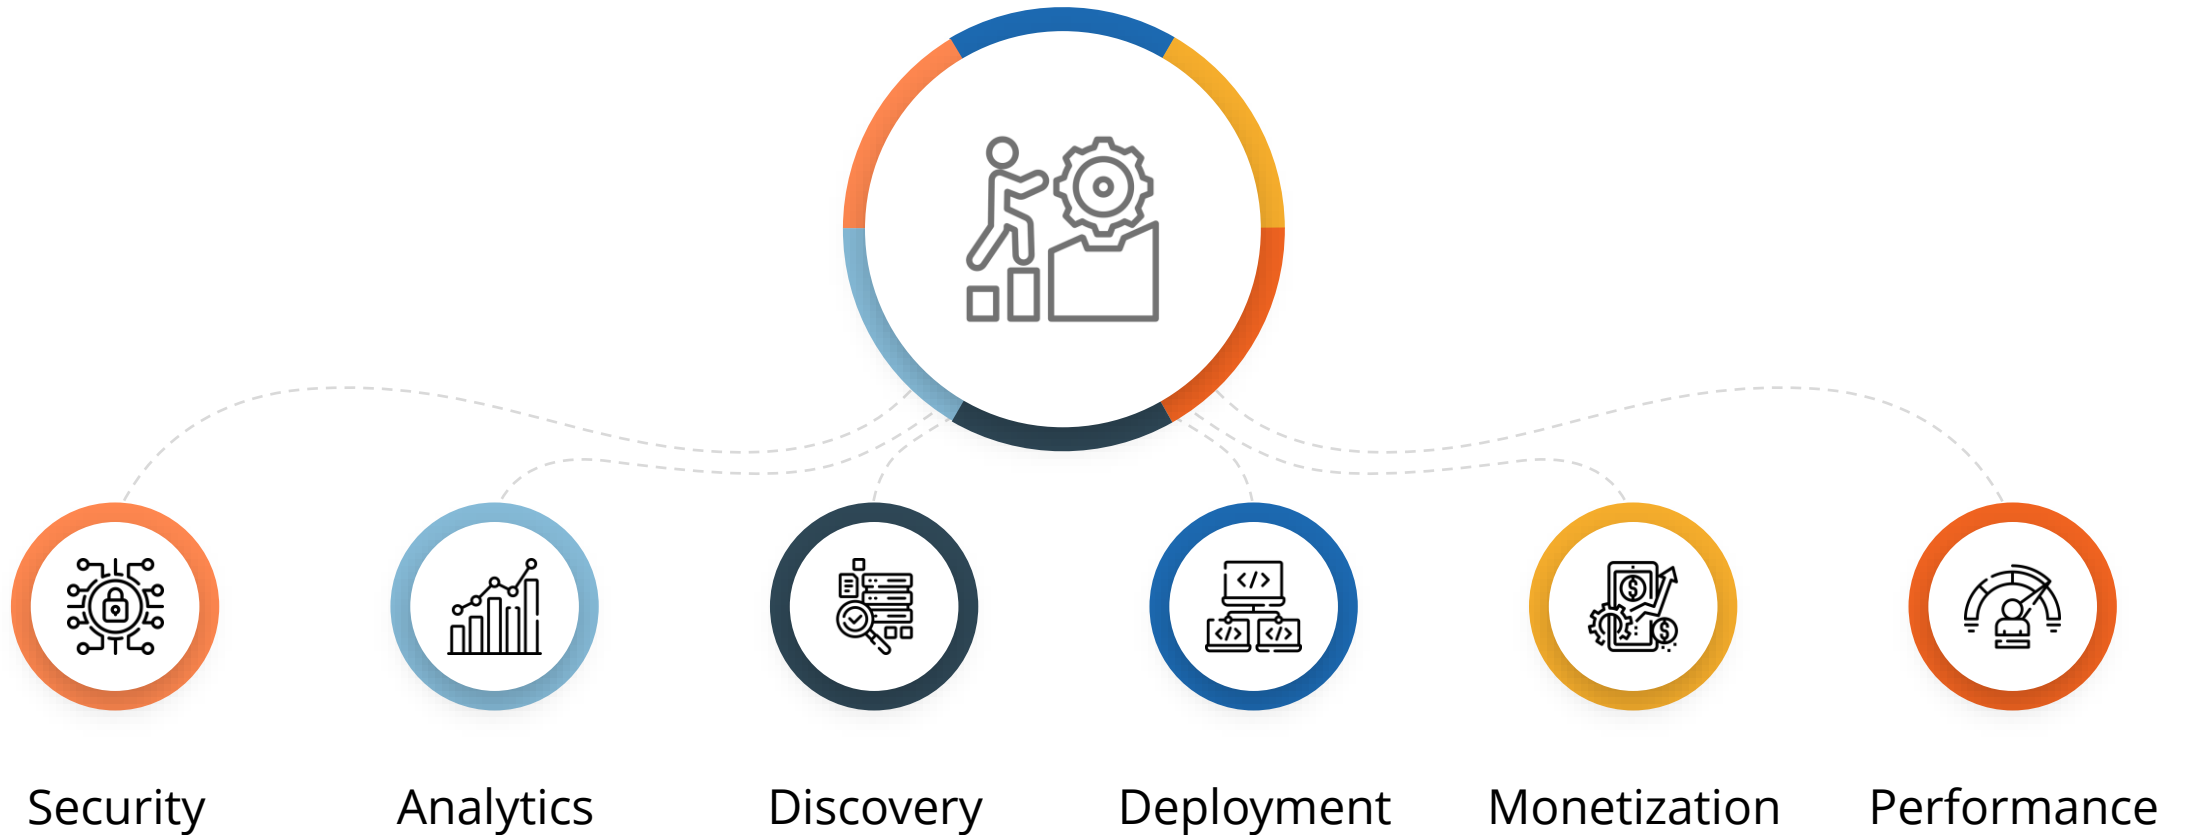 Security
Analytics
Discovery
Deployment
Monetization
Performance